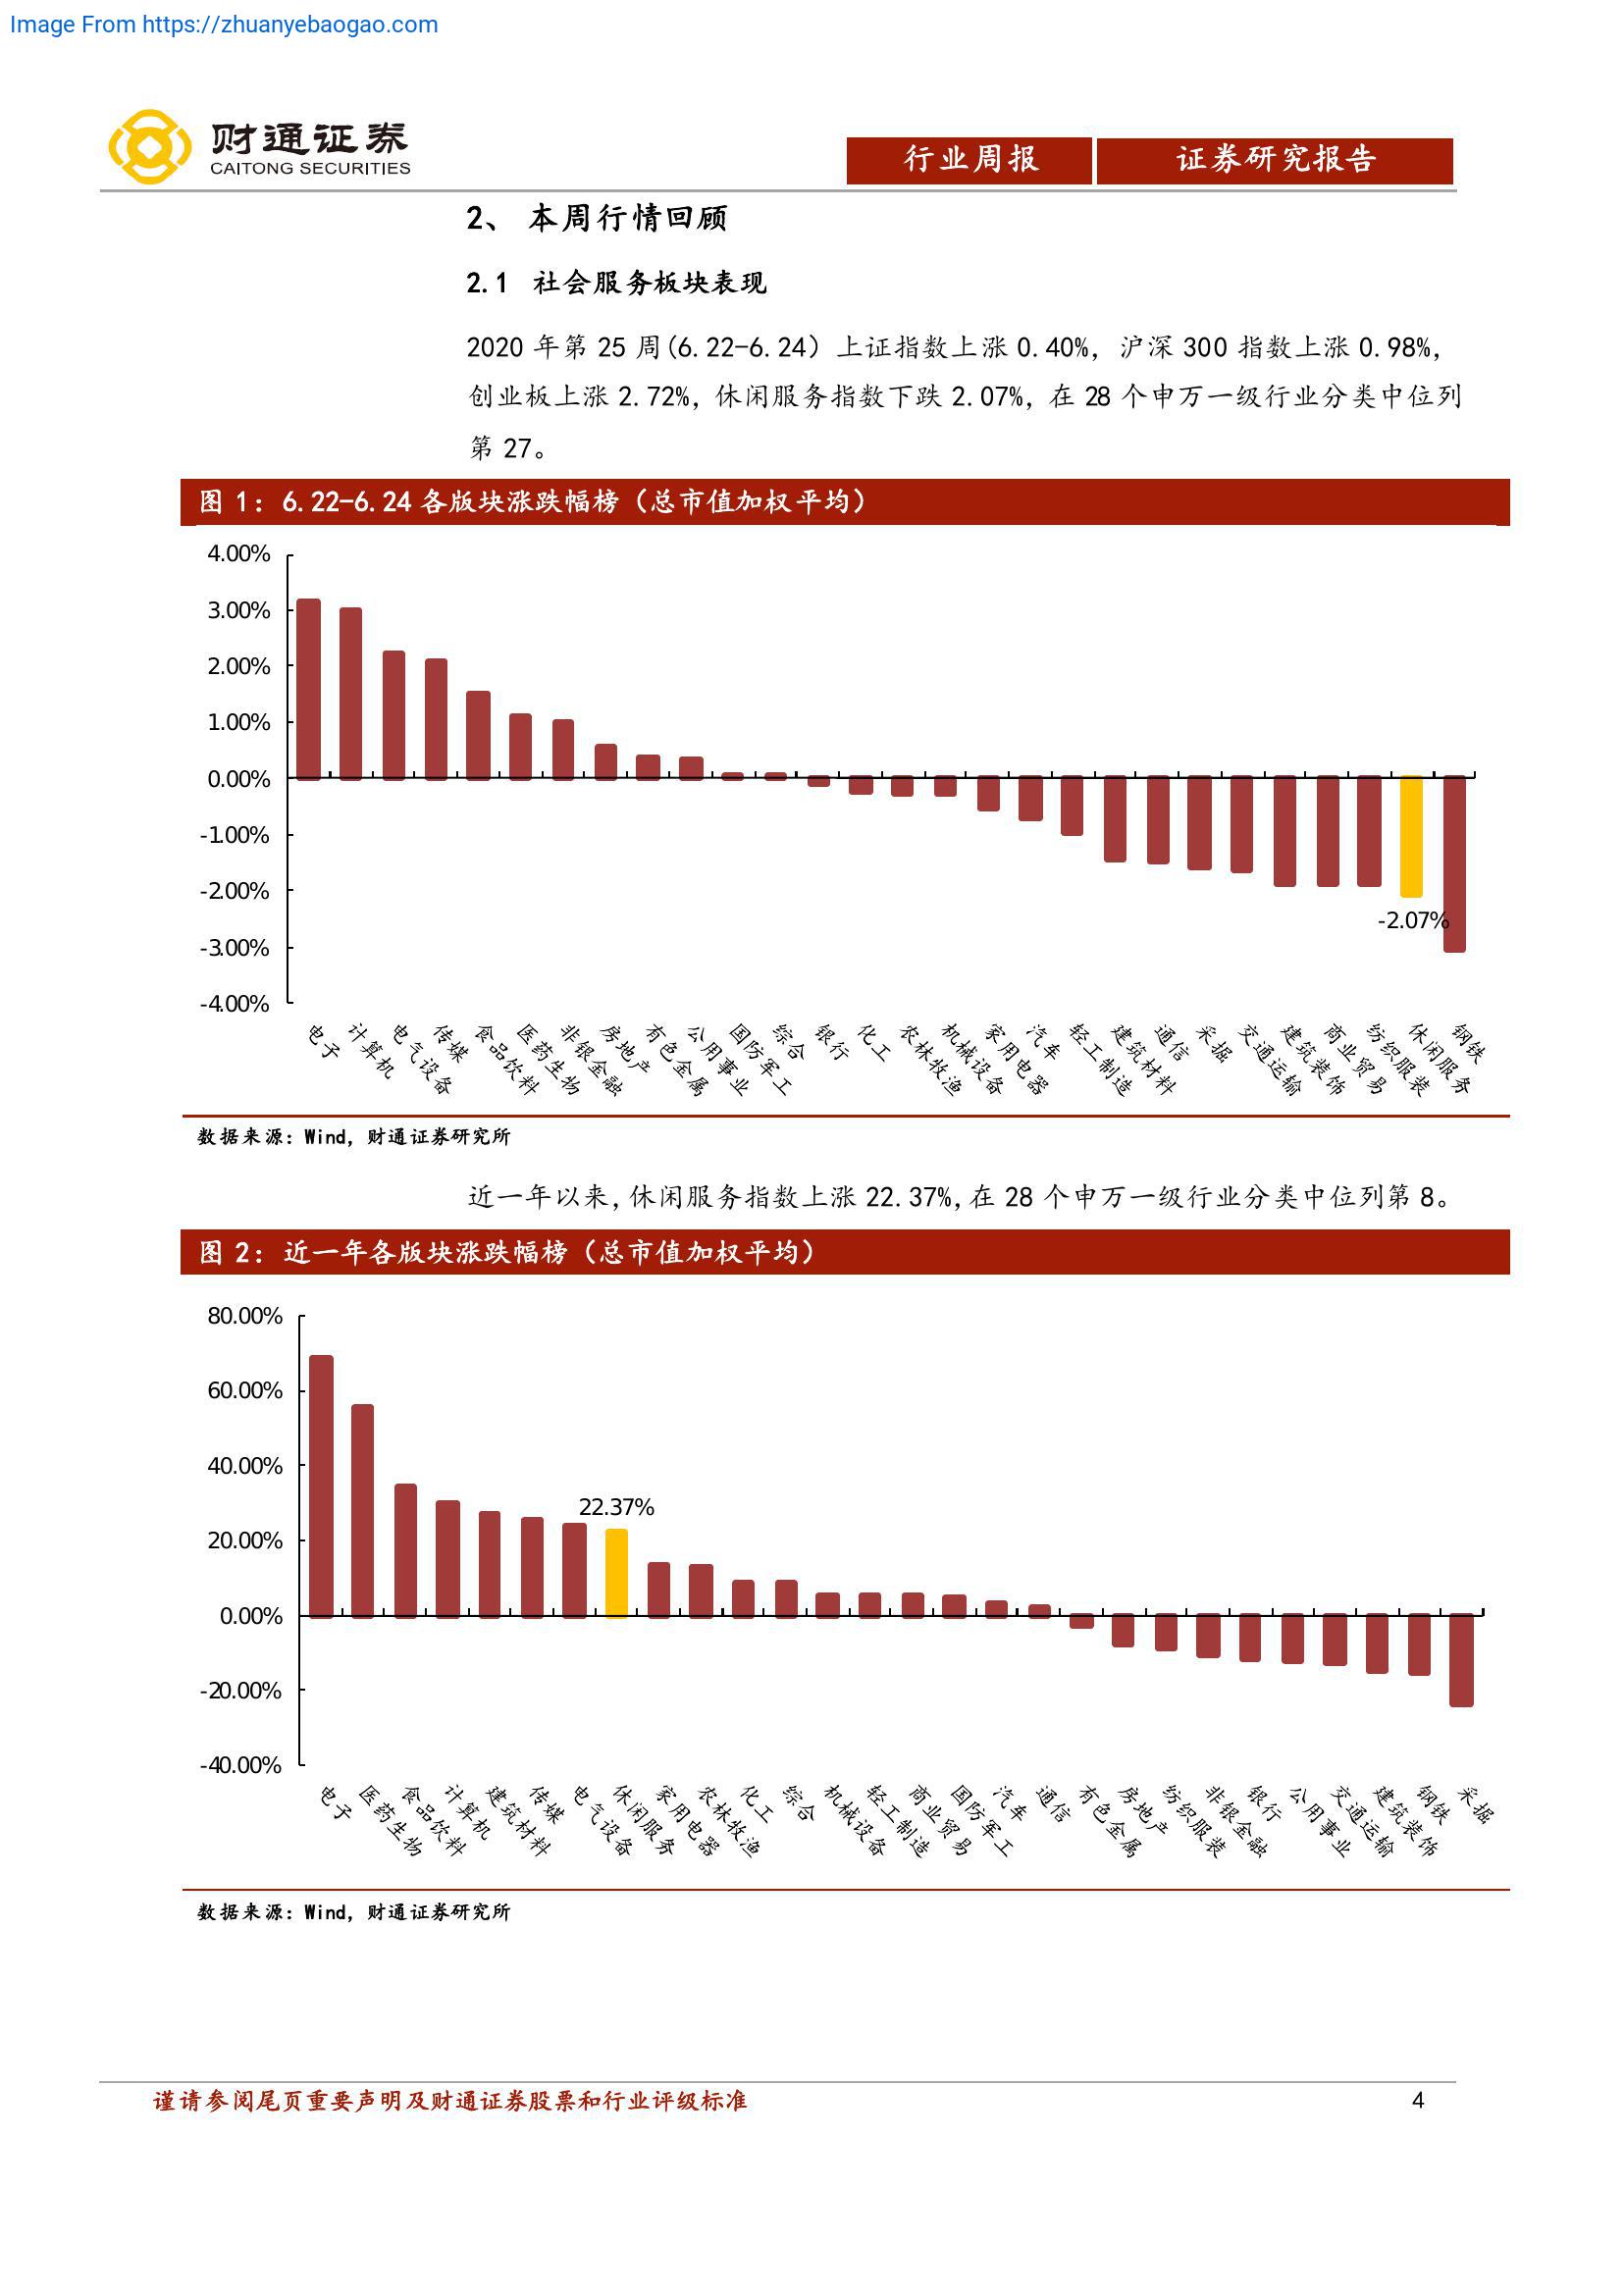 Image From https://zhuanyebaogao.com
财通证券
CAITONG SECURITIES
行业周报
证券研究报告
2、 本周行情回顾
2.1 社会服务板块表现
2020 年第 25 周(6.22-6.24) 上证指数上涨 0.40%, 沪深 300 指数上涨 0.98%,
创业板上涨 2.72%, 休闲服务指数下跌 2.07%, 在 28 个申万一级行业分类中位列
第 27。
图 1: 6.22-6.24 各版块涨跌幅榜（总市值加权平均）
4.00%
3.00%
2.00%
1.00%
0.00%
-1.00%
-2.00%
-3.00%
-4.00%
-2.07%
电子
计算机
电气设备
传媒
食品饮料
医药生物
非银金融
房地产
有色金属
公用事业
国防军工
综合
银行
化工
农林牧渔
机械设备
家用电器
汽车
轻工制造
建筑材料
通信
采掘
交通运输
建筑装饰
商业贸易
纺织服装
休闲服务
钢铁
数据来源: Wind, 财通证券研究所
近一年以来, 休闲服务指数上涨 22.37%, 在 28 个申万一级行业分类中位列第 8。
图 2: 近一年各版块涨跌幅榜（总市值加权平均）
80.00%
60.00%
40.00%
20.00%
0.00%
-20.00%
-40.00%
22.37%
电子
医药生物
食品饮料
计算机
建筑材料
传媒
电气设备
休闲服务
家用电器
农林牧渔
化工
综合
机械设备
轻工制造
商业贸易
国防军工
汽车
通信
有色金属
房地产
纺织服装
非银金融
银行
公用事业
交通运输
建筑装饰
钢铁
采掘
数据来源: Wind, 财通证券研究所
谨请参阅尾页重要声明及财通证券股票和行业评级标准
4